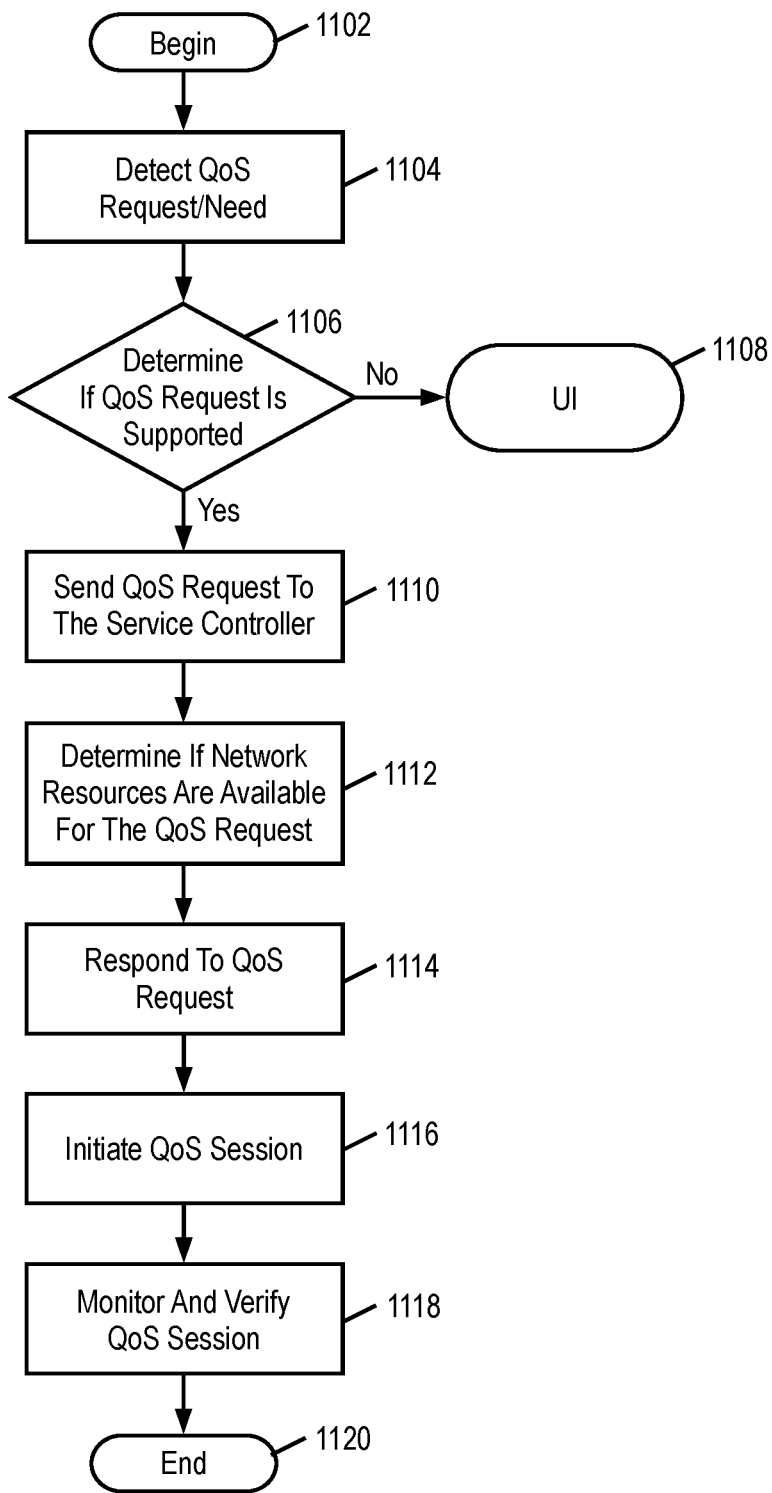 Begin
1102
Detect QoS
Request/Need
1104
1106
Determine
If QoS Request Is
Supported
No
UI
1108
Yes
Send QoS Request To
The Service Controller
1110
Determine If Network
Resources Are Available
For The QoS Request
1112
Respond To QoS
Request
1114
Initiate QoS Session
1116
Monitor And Verify
QoS Session
1118
End
1120